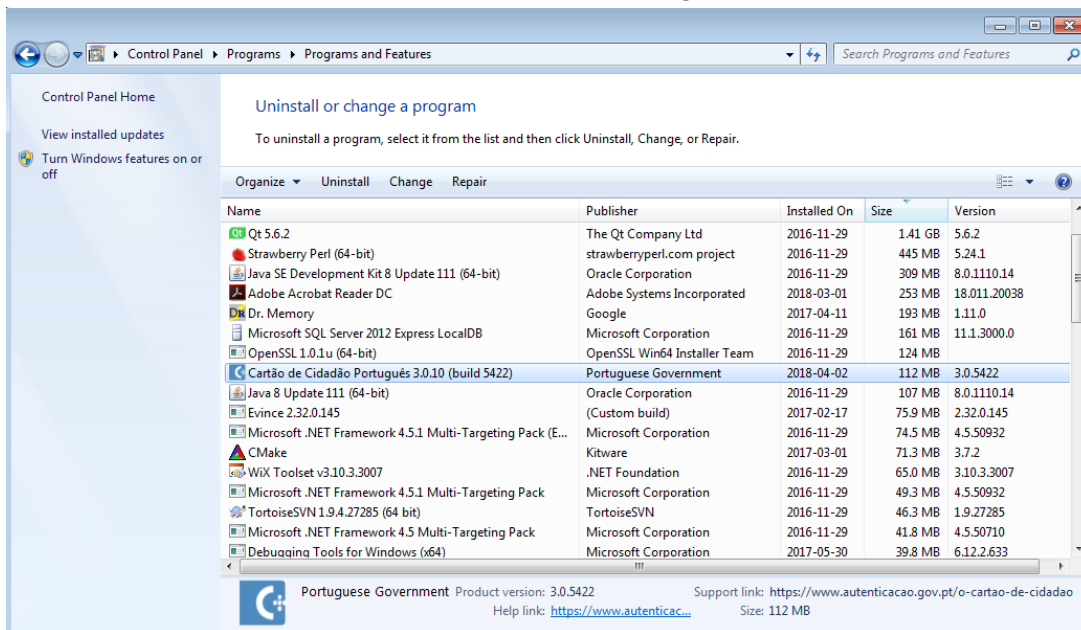 Control Panel Programs Programs and Features Search Programs and Features
Control Panel Home
View installed updates
Turn Windows features on or
off
Uninstall or change a program
To uninstall a program, select it from the list and then click Uninstall, Change, or Repair.
Organize Uninstall Change Repair
Name Publisher Installed On Size Version
Qt 5.6.2 The Qt Company Ltd 2016-11-29 1.41 GB 5.6.2
Strawberry Perl (64-bit) strawberryperl.com project 2016-11-29 445 MB 5.24.1
Java SE Development Kit 8 Update 111 (64-bit) Oracle Corporation 2016-11-29 309 MB 8.0.1110.14
Adobe Acrobat Reader DC Adobe Systems Incorporated 2018-03-01 253 MB 18.011.20038
Dr. Memory Google 2017-04-11 193 MB 1.11.0
Microsoft SQL Server 2012 Express LocalDB Microsoft Corporation 2016-11-29 161 MB 11.1.3000.0
OpenSSL 1.0.1u (64-bit) OpenSSL Win64 Installer Team 2016-11-29 124 MB
Cartão de Cidadão Português 3.0.10 (build 5422) Portuguese Government 2018-04-02 112 MB 3.0.5422
Java 8 Update 111 (64-bit) Oracle Corporation 2016-11-29 107 MB 8.0.1110.14
Evince 2.32.0.145 (Custom build) 2017-02-17 75.9 MB 2.32.0.145
Microsoft .NET Framework 4.5.1 Multi-Targeting Pack (E... Microsoft Corporation 2016-11-29 74.5 MB 4.5.50932
CMake Kitware 2017-03-01 71.3 MB 3.7.2
WiX Toolset v3.10.3.3007 .NET Foundation 2016-11-29 65.0 MB 3.10.3.3007
Microsoft .NET Framework 4.5.1 Multi-Targeting Pack Microsoft Corporation 2016-11-29 49.3 MB 4.5.50932
TortoiseSVN 1.9.4.27285 (64 bit) TortoiseSVN 2016-11-29 46.3 MB 1.9.27285
Microsoft .NET Framework 4.5 Multi-Targeting Pack Microsoft Corporation 2016-11-29 41.8 MB 4.5.50710
Debugging Tools for Windows (x64) Microsoft Corporation 2017-05-30 39.8 MB 6.12.2.633
Portuguese Government Product version: 3.0.5422 Support link: https://www.autenticacao.gov.pt/o-cartao-de-cidadao
Help link: https://www.autenticac... Size: 112 MB